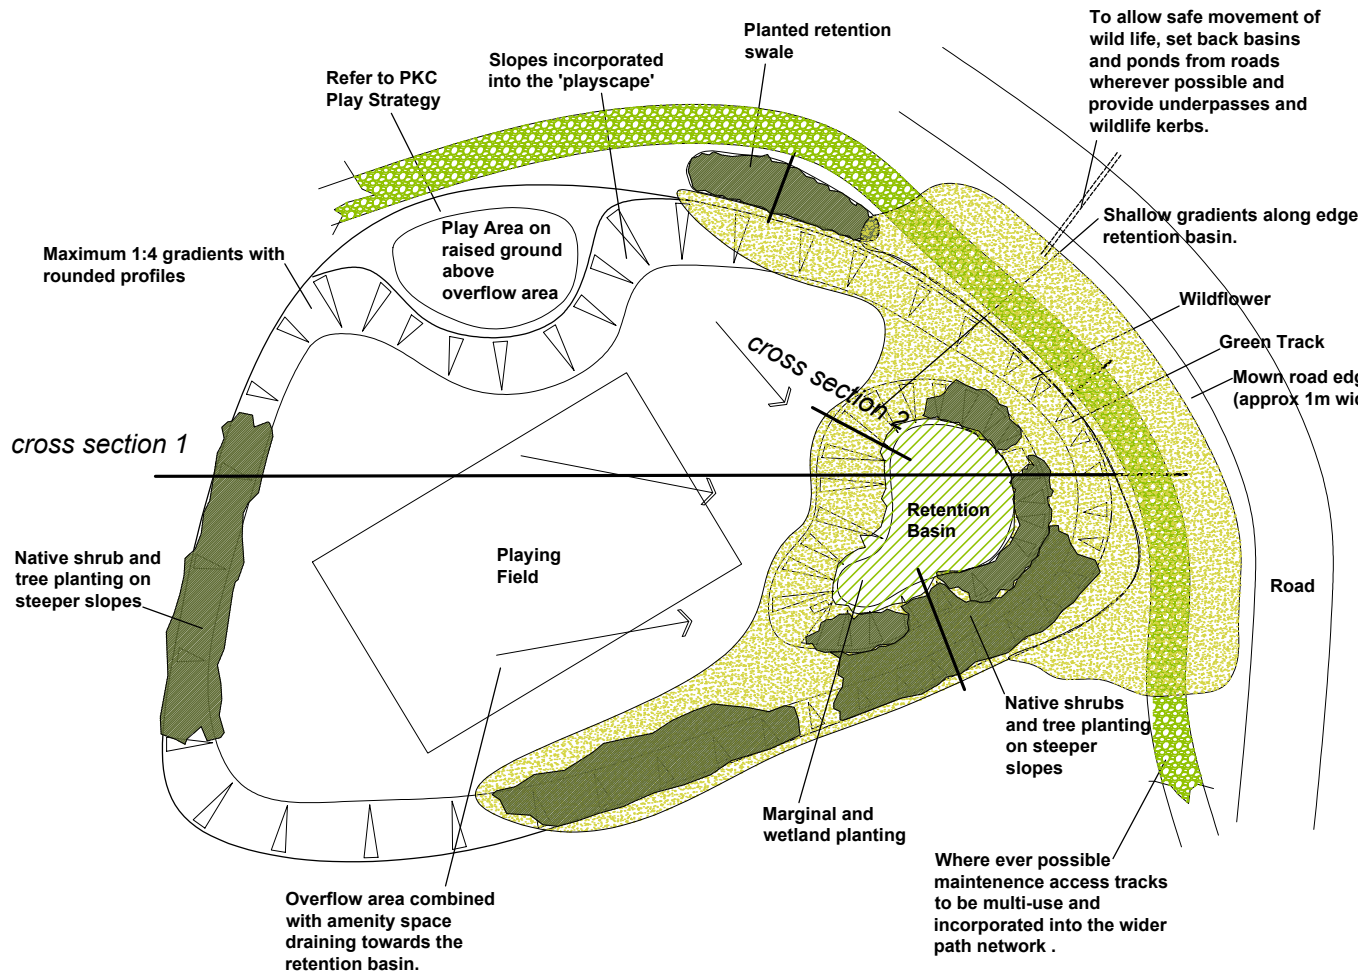 To allow safe movement of
wild life, set back basins
and ponds from roads
wherever possible and
provide underpasses and
wildlife kerbs.
Planted retention
swale
Slopes incorporated
into the 'playscape'
Refer to PKC
Play Strategy
Shallow gradients along edge
retention basin.
Play Area on
raised ground
above
overflow area
Maximum 1:4 gradients with
rounded profiles
Wildflower
Green Track
Mown road edg
(approx 1m wid
cross section 2
cross section 1
Retention
Basin
Native shrub and
tree planting on
steeper slopes
Playing
Field
Road
Native shrubs
and tree planting
on steeper
slopes
Marginal and
wetland planting
Where ever possible
maintenence access tracks
to be multi-use and
incorporated into the wider
path network .
Overflow area combined
with amenity space
draining towards the
retention basin.